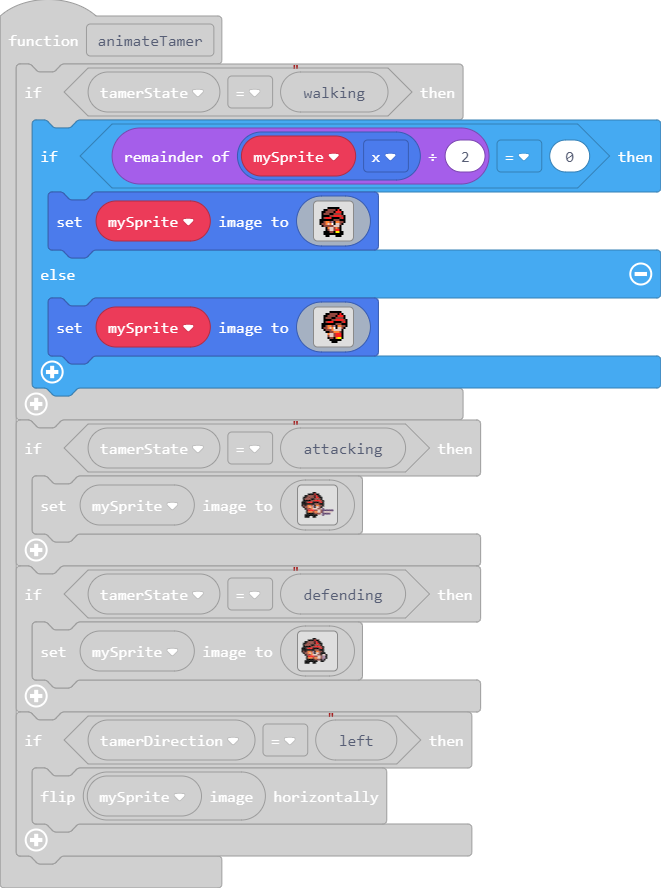 function animateTamer
if tamerState = " walking then
if remainder of mySprite x ÷ 2 = 0 then
set mySprite image to
else
set mySprite image to
if tamerState = " attacking then
set mySprite image to
if tamerState = " defending then
set mySprite image to
if tamerDirection = " left then
flip mySprite image horizontally